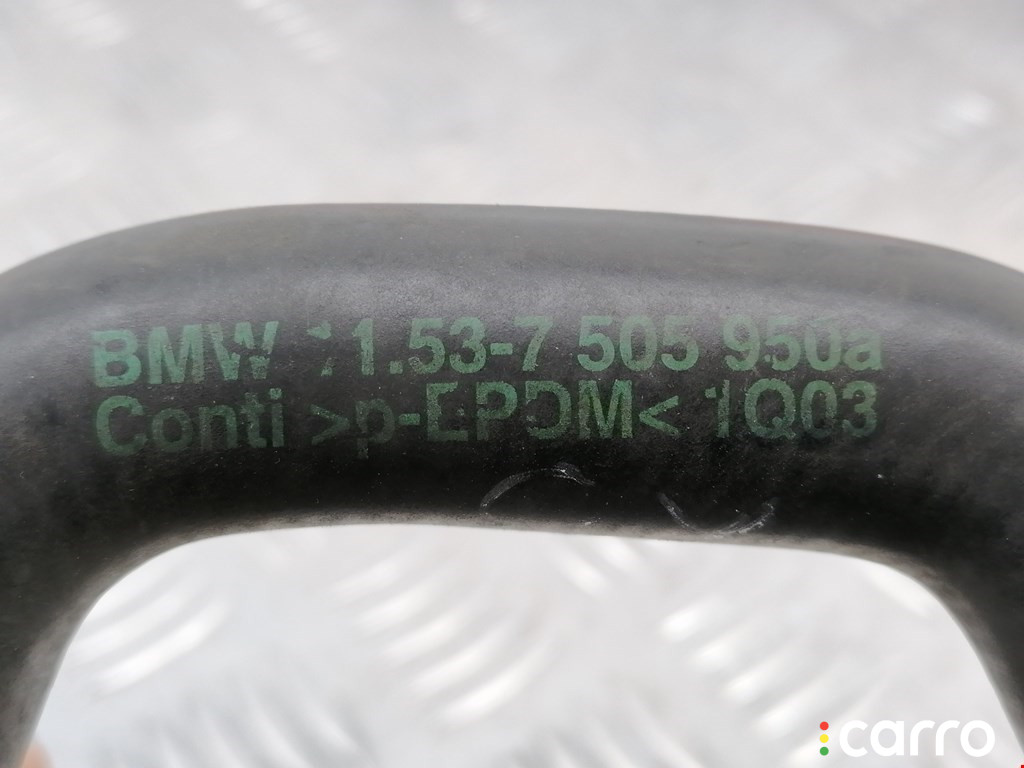 BMW 11.53-7 505 950a
Conti >p-EPDM< 1Q03
carro